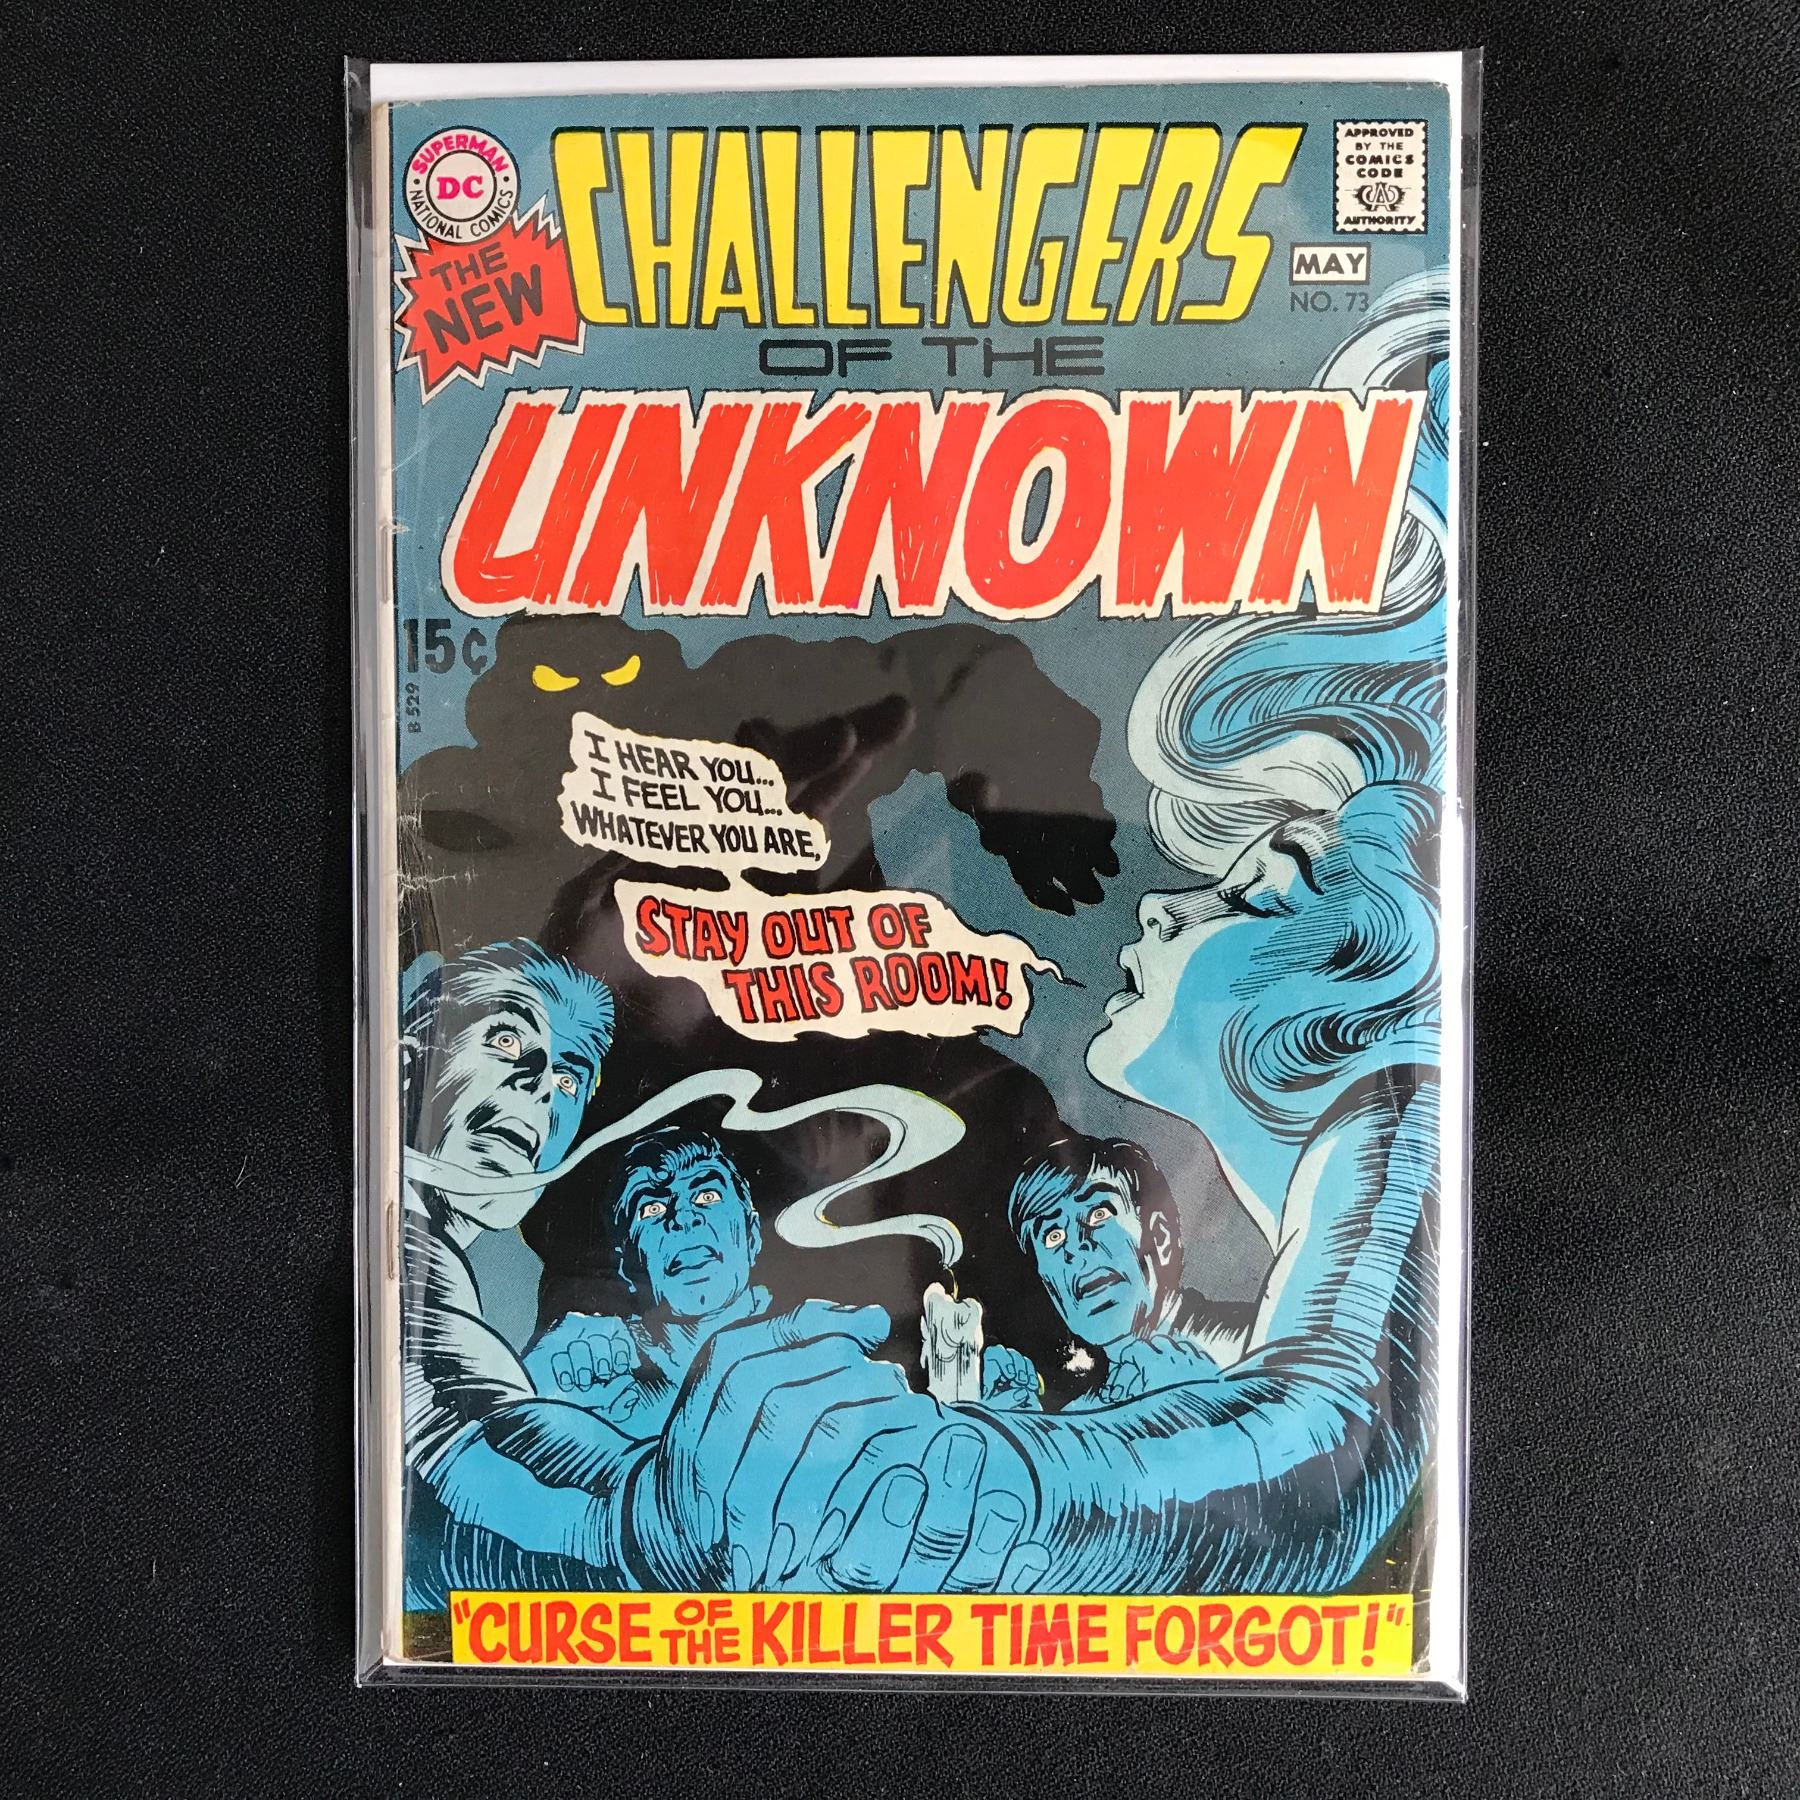 SUPERMAN
DC
NATIONAL COMICS
THE
NEW
CHALLENGERS
OF THE
UNKNOWN
APPROVED
BY THE
COMICS
CODE
CA
AUTHORITY
MAY
NO. 73
15¢
B 529
I HEAR YOU...
I FEEL YOU...
WHATEVER YOU ARE,
STAY OUT OF
THIS ROOM!
"CURSE OF THE KILLER TIME FORGOT!"